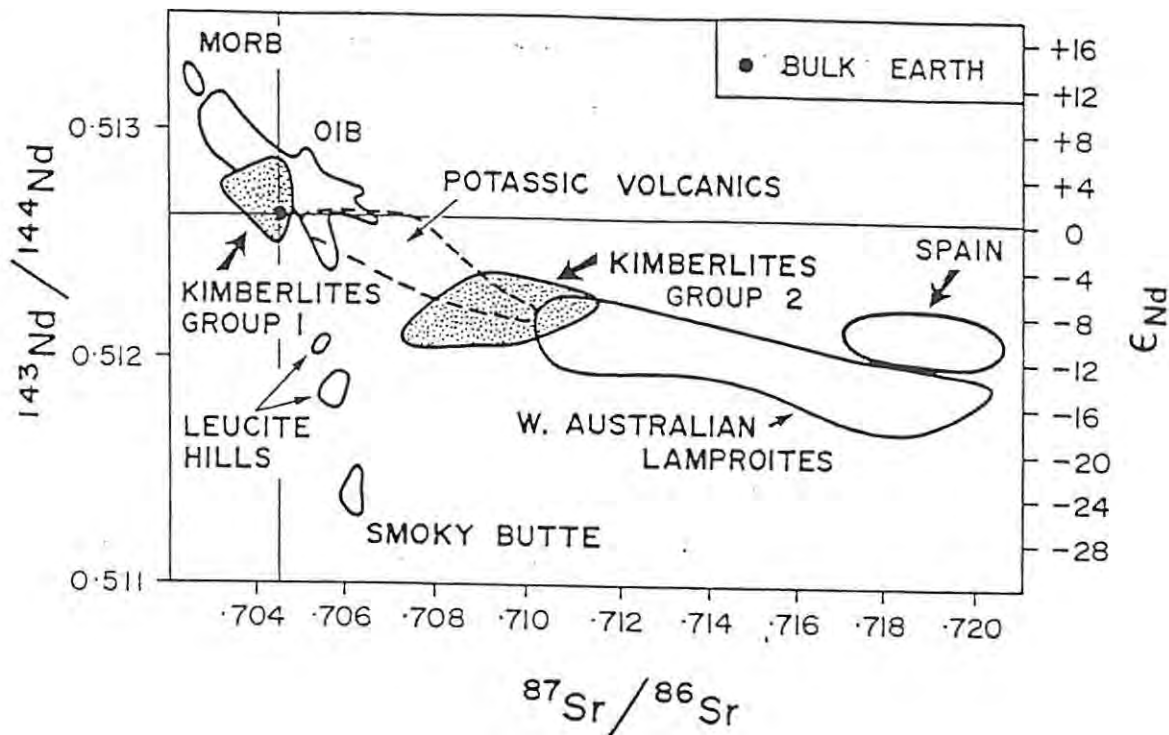 MORB
● BULK EARTH
OIB
POTASSIC VOLCANICS
SPAIN
KIMBERLITES
GROUP 1
KIMBERLITES
GROUP 2
LEUCITE
HILLS
W. AUSTRALIAN
LAMPROITES
SMOKY BUTTE
¹⁴³Nd / ¹⁴⁴Nd
0·513
0·512
0·511
+16
+12
+8
+4
0
-4
-8
-12
-16
-20
-24
-28
εNd
·704 ·706 ·708 ·710 ·712 ·714 ·716 ·718 ·720
⁸⁷Sr / ⁸⁶Sr